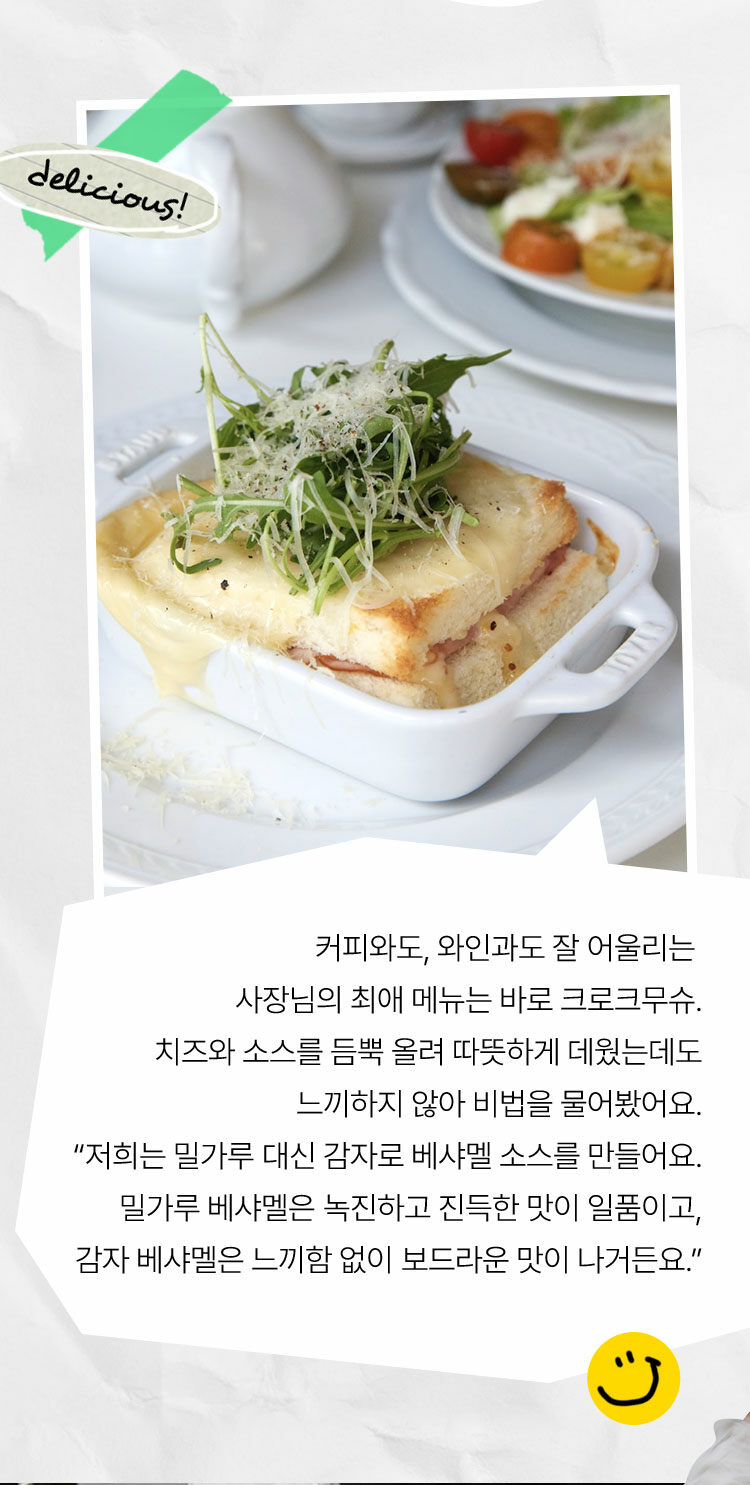 delicious!
STAUB
커피와도, 와인과도 잘 어울리는
사장님의 최애 메뉴는 바로 크로크무슈.
치즈와 소스를 듬뿍 올려 따뜻하게 데웠는데도
느끼하지 않아 비법을 물어봤어요.
“저희는 밀가루 대신 감자로 베샤멜 소스를 만들어요.
밀가루 베샤멜은 녹진하고 진득한 맛이 일품이고,
감자 베샤멜은 느끼함 없이 보드라운 맛이 나거든요.”